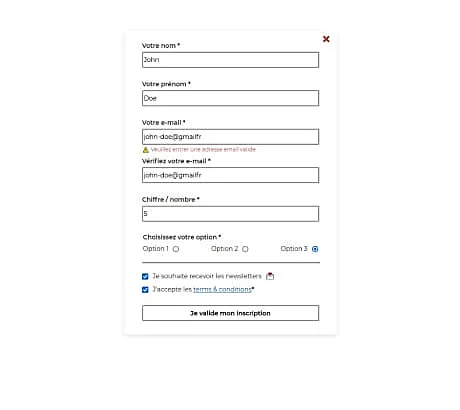 Votre nom *
John
Votre prénom *
Doe
Votre e-mail *
john-doe@gmailfr
Veuillez entrer une adresse email valide
Vérifiez votre e-mail *
john-doe@gmailfr
Chiffre / nombre *
5
Choisissez votre option *
Option 1 Option 2 Option 3
Je souhaite recevoir les newsletters
J'accepte les terms & conditions*
Je valide mon inscription